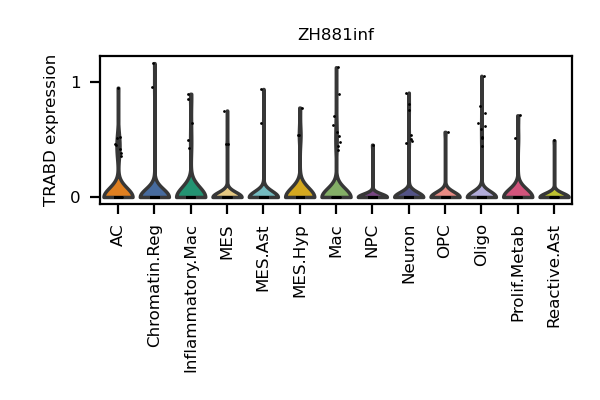 ZH881inf
TRABD expression
1
0
AC
Chromatin.Reg
Inflammatory.Mac
MES
MES.Ast
MES.Hyp
Mac
NPC
Neuron
OPC
Oligo
Prolif.Metab
Reactive.Ast